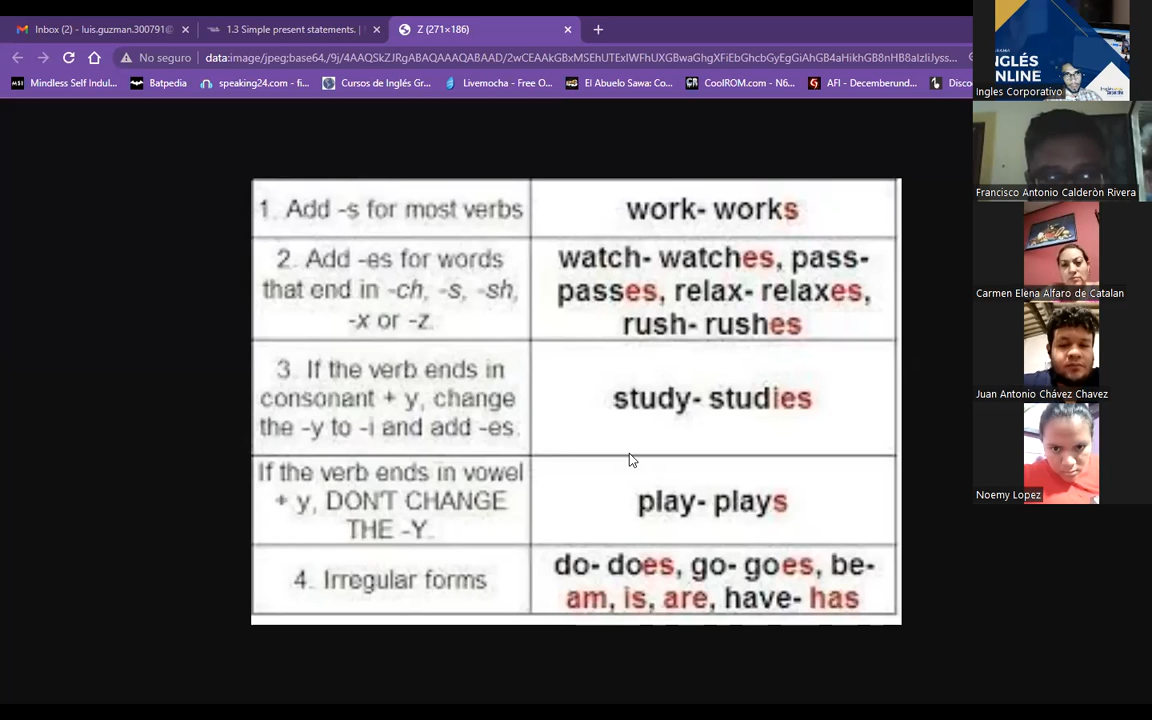 Inbox (2) - luis.guzman.300791@
1.3 Simple present statements. |
Z (271×186)
No seguro
data:image/jpeg;base64,/9j/4AAQSkZJRgABAQAAAQABAAD/2wCEAAkGBxMSEhUTExIWFhUXGBwaGhgXFiEbGhcbGyEgGiAhGB4aHikhGB8nHB8alzIiJyss...
Mindless Self Indul...
Batpedia
speaking24.com - fi...
Cursos de Inglés Gr...
Livemocha - Free O...
El Abuelo Sawa: Co...
CoolROM.com - N6...
AFI - Decemberund...
Disco
1. Add -s for most verbs
work- works
2. Add -es for words
that end in -ch, -s, -sh,
-x or -z.
watch- watches, pass-
passes, relax- relaxes,
rush- rushes
3. If the verb ends in
consonant + y, change
the -y to -i and add -es.
study- studies
If the verb ends in vowel
+ y, DON'T CHANGE
THE -Y.
play- plays
4. Irregular forms
do- does, go- goes, be-
am, is, are, have- has
NGLÉS
NLINE
Ingles Corporativo
Francisco Antonio Calderòn Rivera
Carmen Elena Alfaro de Catalan
Juan Antonio Chávez Chavez
Noemy Lopez